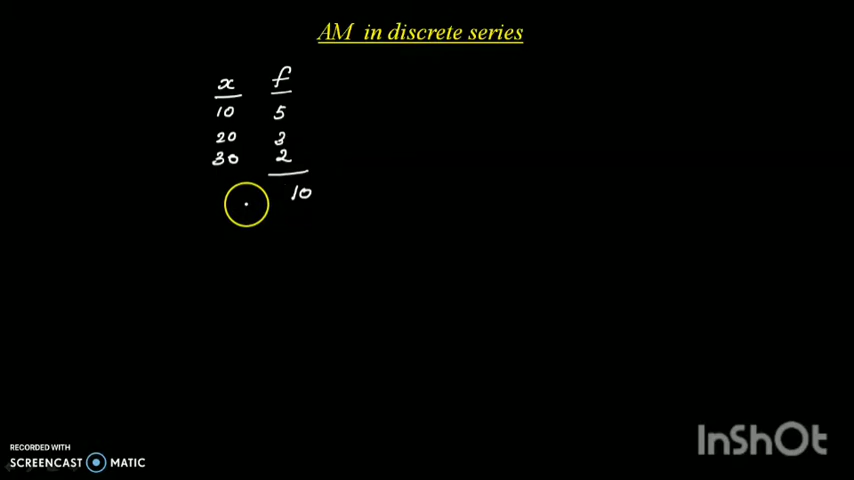 AM in discrete series
x f
10 5
20 3
30 2
10
RECORDED WITH
SCREENCAST MATIC
InShOt